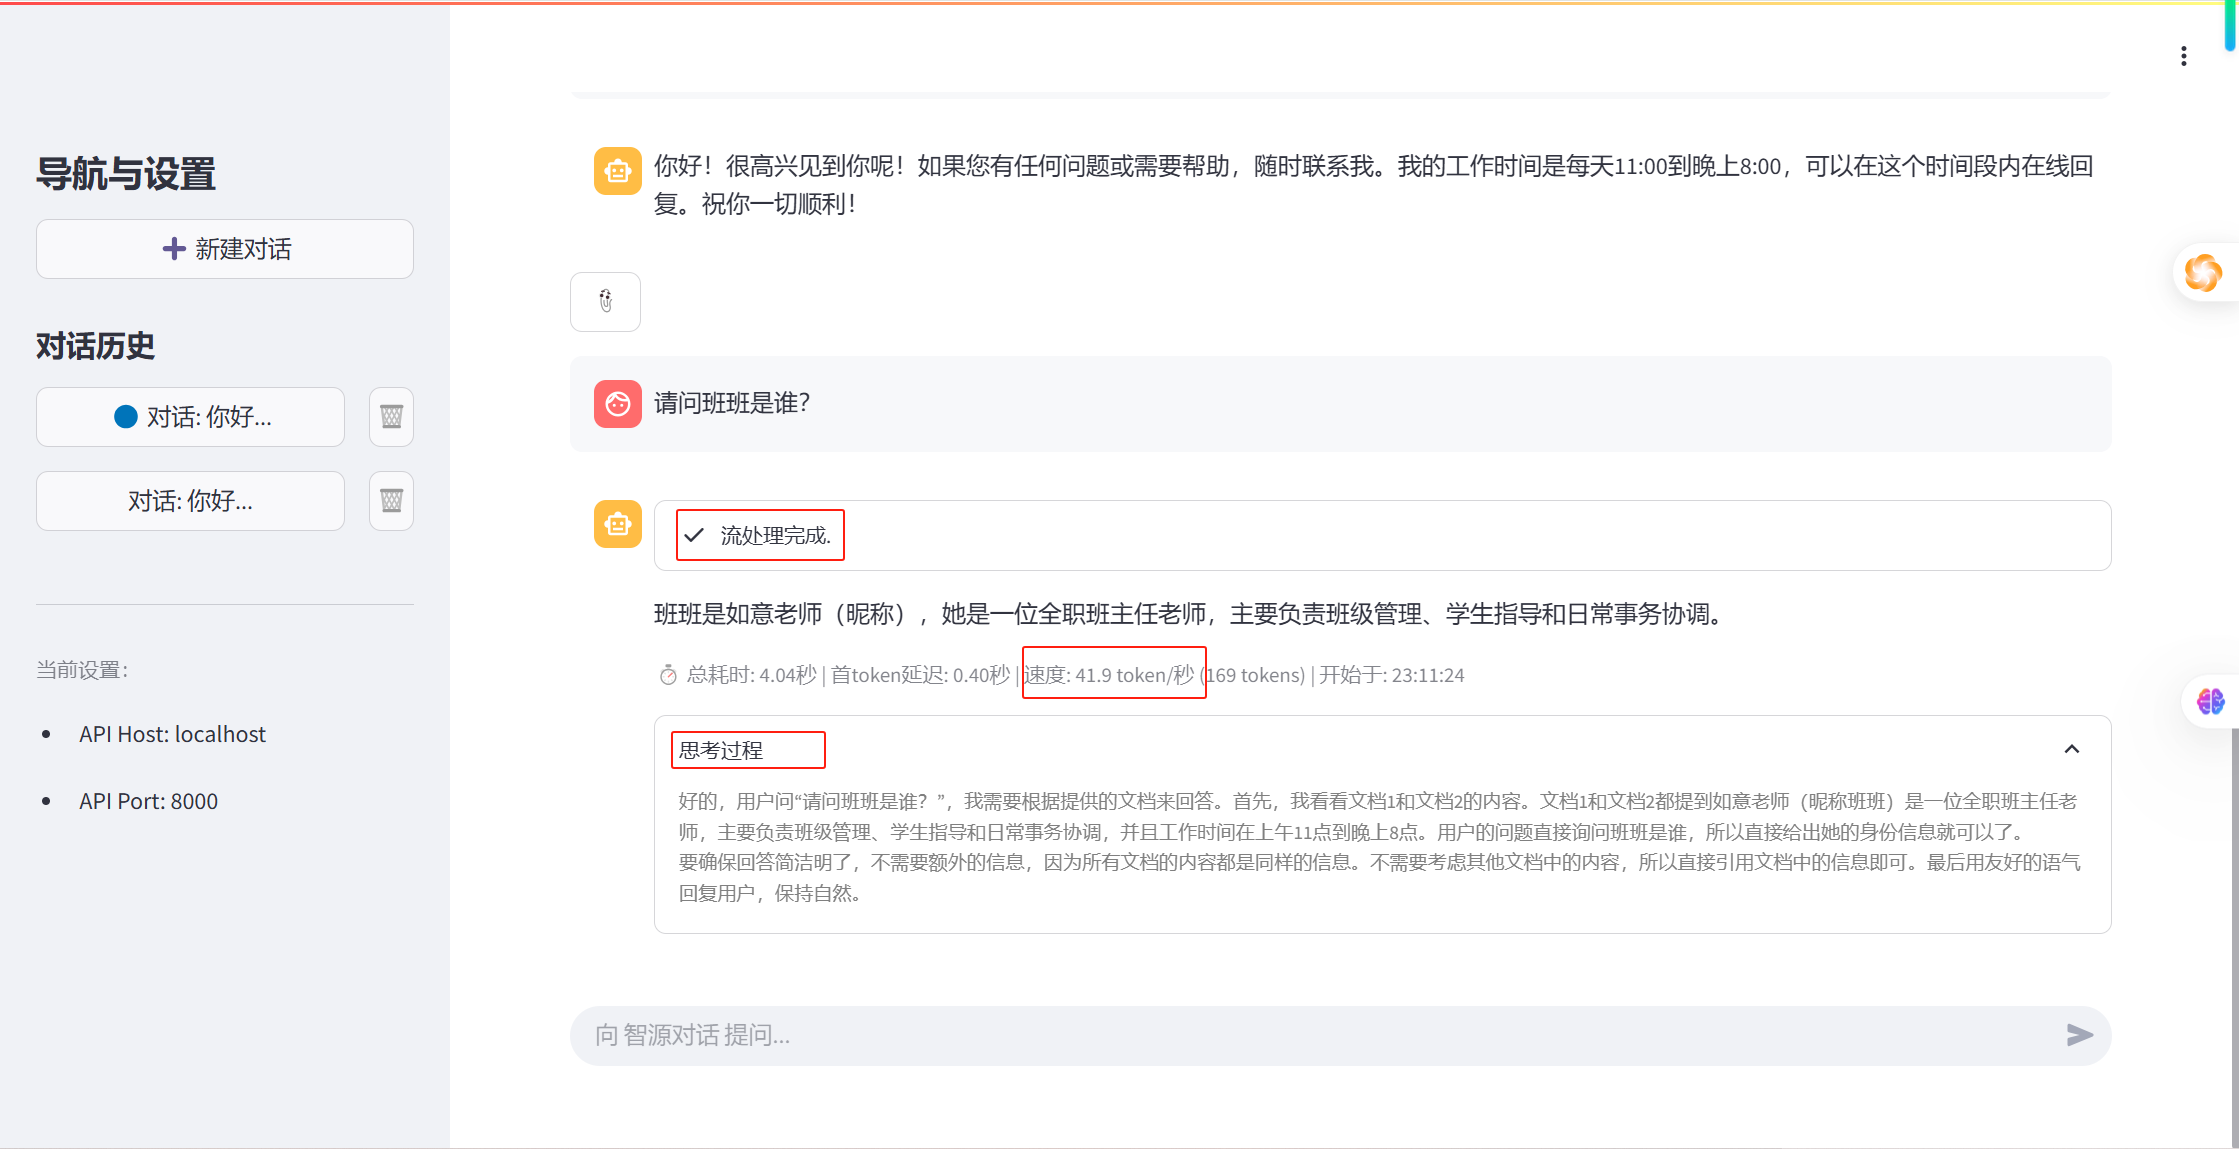 导航与设置
新建对话
对话历史
对话: 你好...
对话: 你好...
当前设置:
API Host: localhost
API Port: 8000
你好！很高兴见到你呢！如果您有任何问题或需要帮助，随时联系我。我的工作时间是每天11:00到晚上8:00，可以在这个时间段内在线回
复。祝你一切顺利！
请问班班是谁？
流处理完成.
班班是如意老师（昵称），她是一位全职班主任老师，主要负责班级管理、学生指导和日常事务协调。
总耗时: 4.04秒 | 首token延迟: 0.40秒 | 速度: 41.9 token/秒 (169 tokens) | 开始于: 23:11:24
思考过程
好的，用户问“请问班班是谁？”，我需要根据提供的文档来回答。首先，我看看文档1和文档2的内容。文档1和文档2都提到如意老师（昵称班班）是一位全职班主任老
师，主要负责班级管理、学生指导和日常事务协调，并且工作时间在上午11点到晚上8点。用户的问题直接询问班班是谁，所以直接给出她的身份信息就可以了。
要确保回答简洁明了，不需要额外的信息，因为所有文档的内容都是同样的信息。不需要考虑其他文档中的内容，所以直接引用文档中的信息即可。最后用友好的语气
回复用户，保持自然。
向 智源对话 提问...